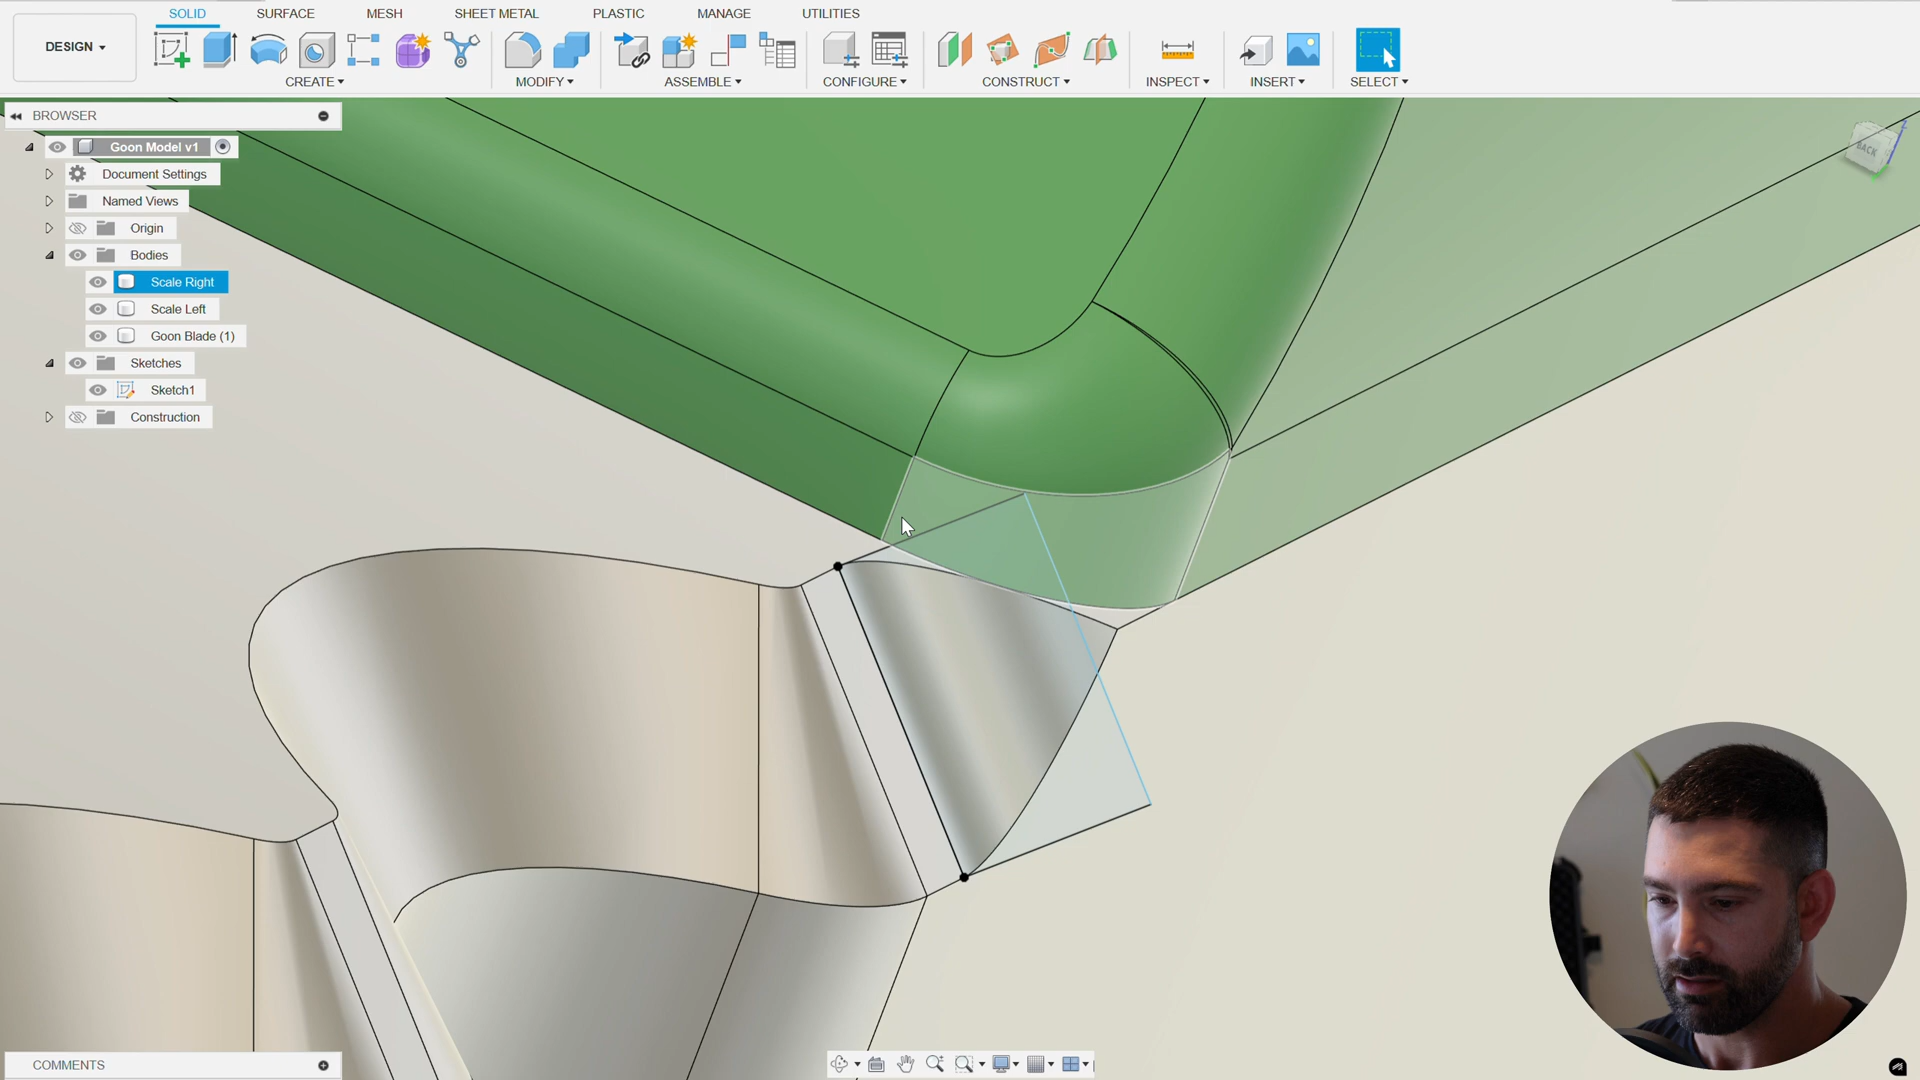 SOLID SURFACE MESH SHEET METAL PLASTIC MANAGE UTILITIES
DESIGN
CREATE MODIFY ASSEMBLE CONFIGURE CONSTRUCT INSPECT INSERT SELECT
BROWSER
Goon Model v1
Document Settings
Named Views
Origin
Bodies
Scale Right
Scale Left
Goon Blade (1)
Sketches
Sketch1
Construction
BACK
Z
COMMENTS